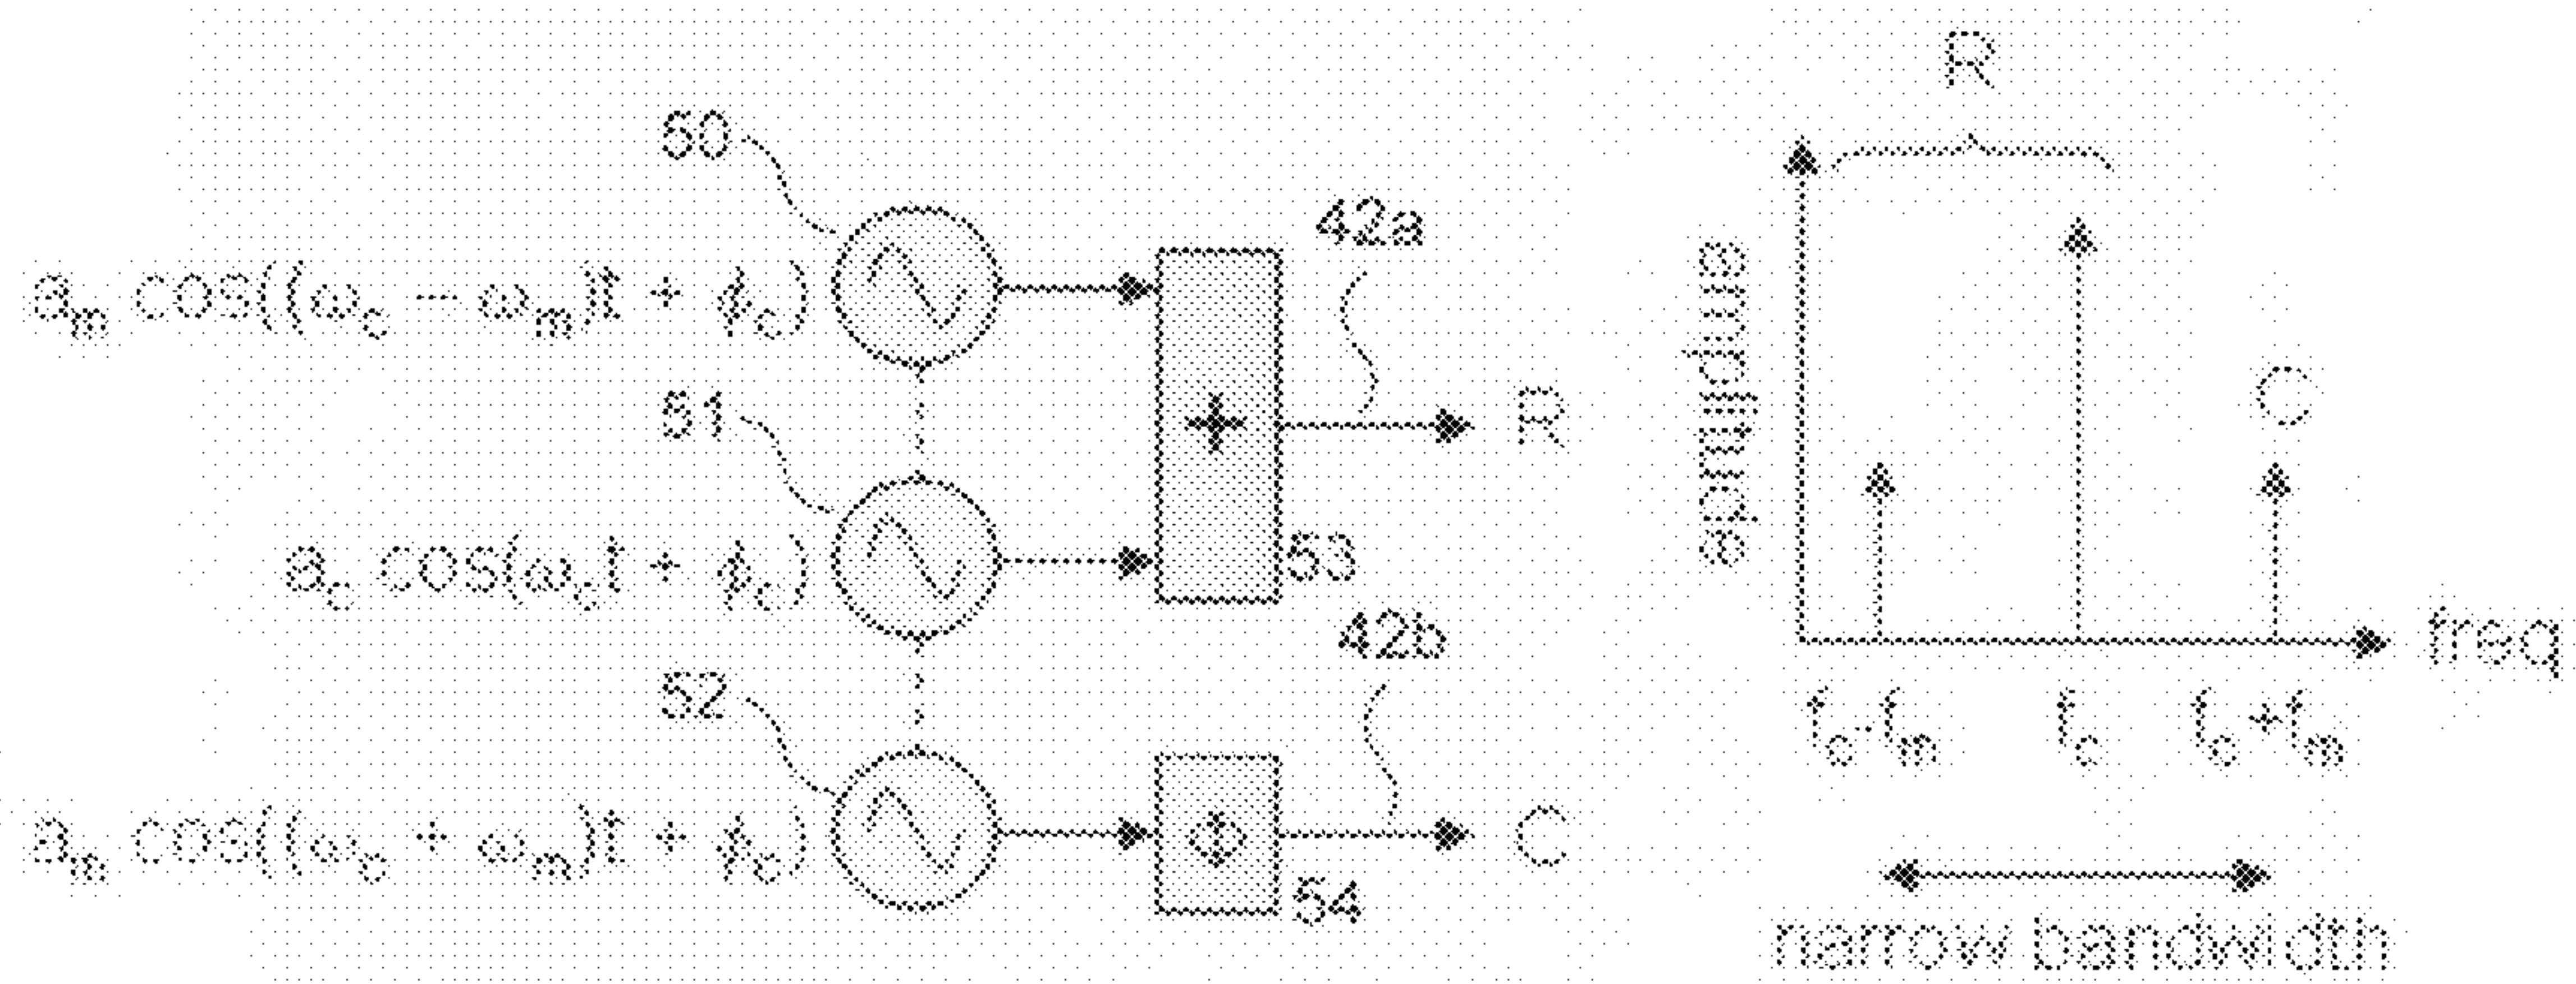 R
50
42a
a_m cos((ω_c − ω_m)t + ϕ_c)
amplitude
51
+
R
C
a_c cos(ω_c t + ϕ_c)
53
42b
freq
52
f_c-f_m
f_c
f_c+f_m
a_m cos((ω_c + ω_m)t + ϕ_c)
Φ
C
54
narrow bandwidth